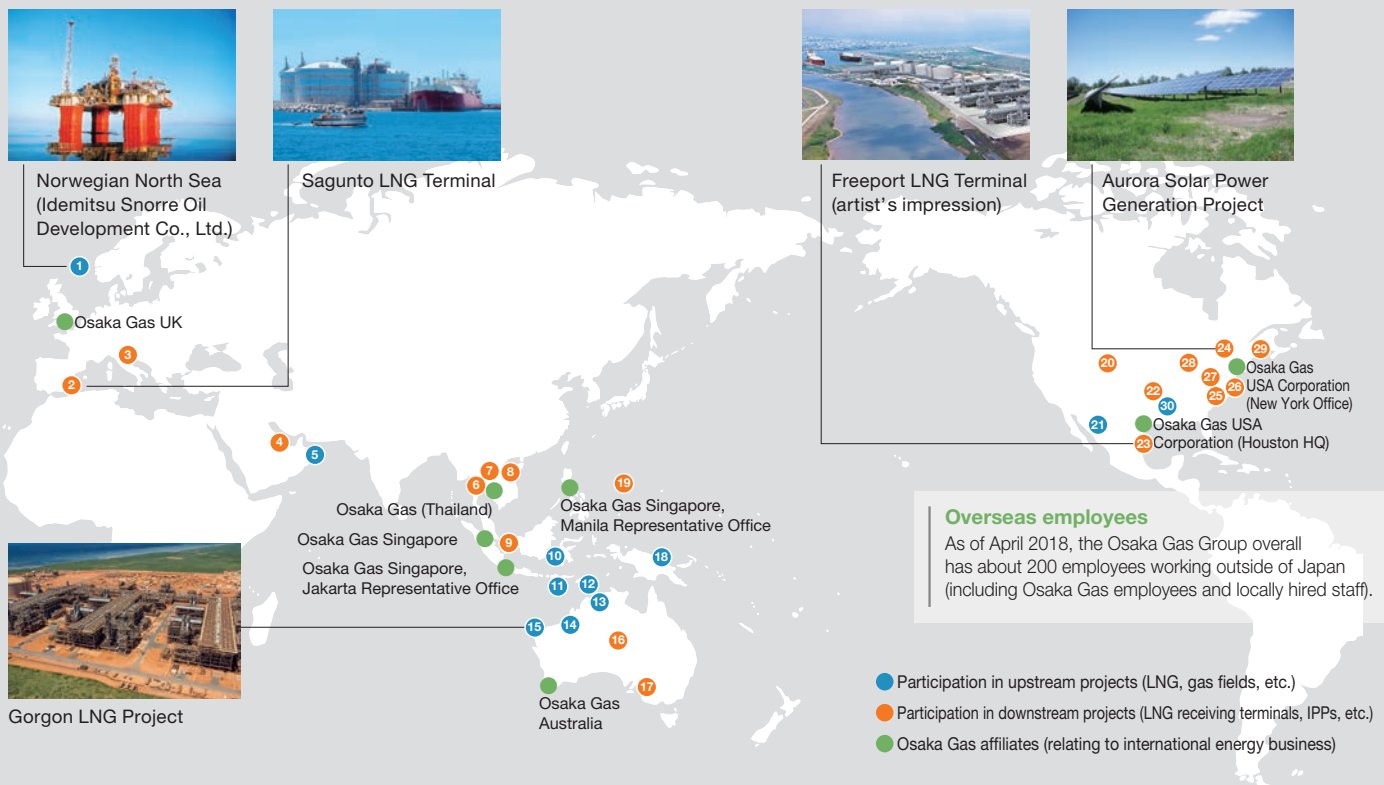 Norwegian North Sea
(Idemitsu Snorre Oil
Development Co., Ltd.)
Sagunto LNG Terminal
Freeport LNG Terminal
(artist's impression)
Aurora Solar Power
Generation Project
1
Osaka Gas UK
3
2
4
5
6
7
8
Osaka Gas (Thailand)
Osaka Gas Singapore
9
Osaka Gas Singapore,
Jakarta Representative Office
19
Osaka Gas Singapore,
Manila Representative Office
10
18
11
12
13
14
15
16
17
Osaka Gas
Australia
Gorgon LNG Project
20
28
24
29
27
22
25
26
Osaka Gas
USA Corporation
(New York Office)
30
21
23
Osaka Gas USA
Corporation (Houston HQ)
Overseas employees
As of April 2018, the Osaka Gas Group overall
has about 200 employees working outside of Japan
(including Osaka Gas employees and locally hired staff).
Participation in upstream projects (LNG, gas fields, etc.)
Participation in downstream projects (LNG receiving terminals, IPPs, etc.)
Osaka Gas affiliates (relating to international energy business)